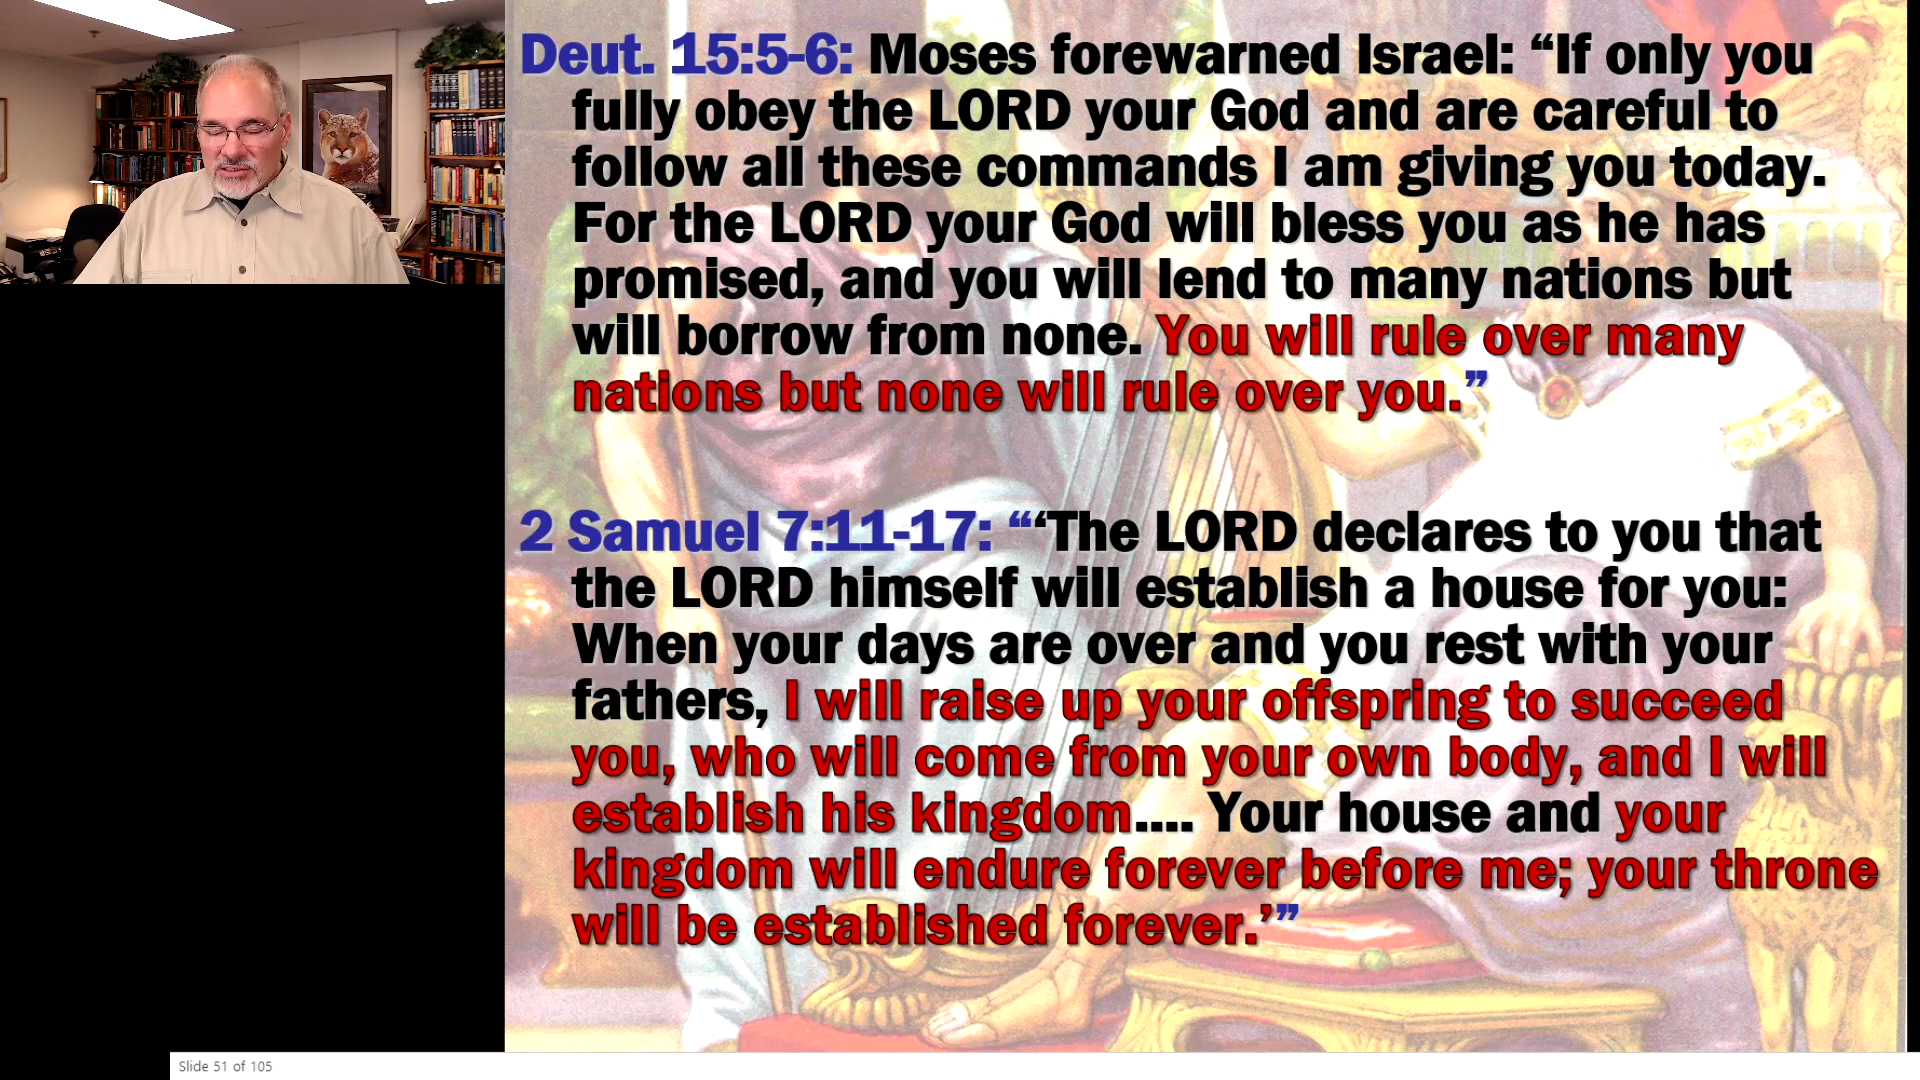 Deut. 15:5-6: Moses forewarned Israel: “If only you
fully obey the LORD your God and are careful to
follow all these commands I am giving you today.
For the LORD your God will bless you as he has
promised, and you will lend to many nations but
will borrow from none. You will rule over many
nations but none will rule over you.”
2 Samuel 7:11-17: “‘The LORD declares to you that
the LORD himself will establish a house for you:
When your days are over and you rest with your
fathers, I will raise up your offspring to succeed
you, who will come from your own body, and I will
establish his kingdom.... Your house and your
kingdom will endure forever before me; your throne
will be established forever.’”
Slide 51 of 105